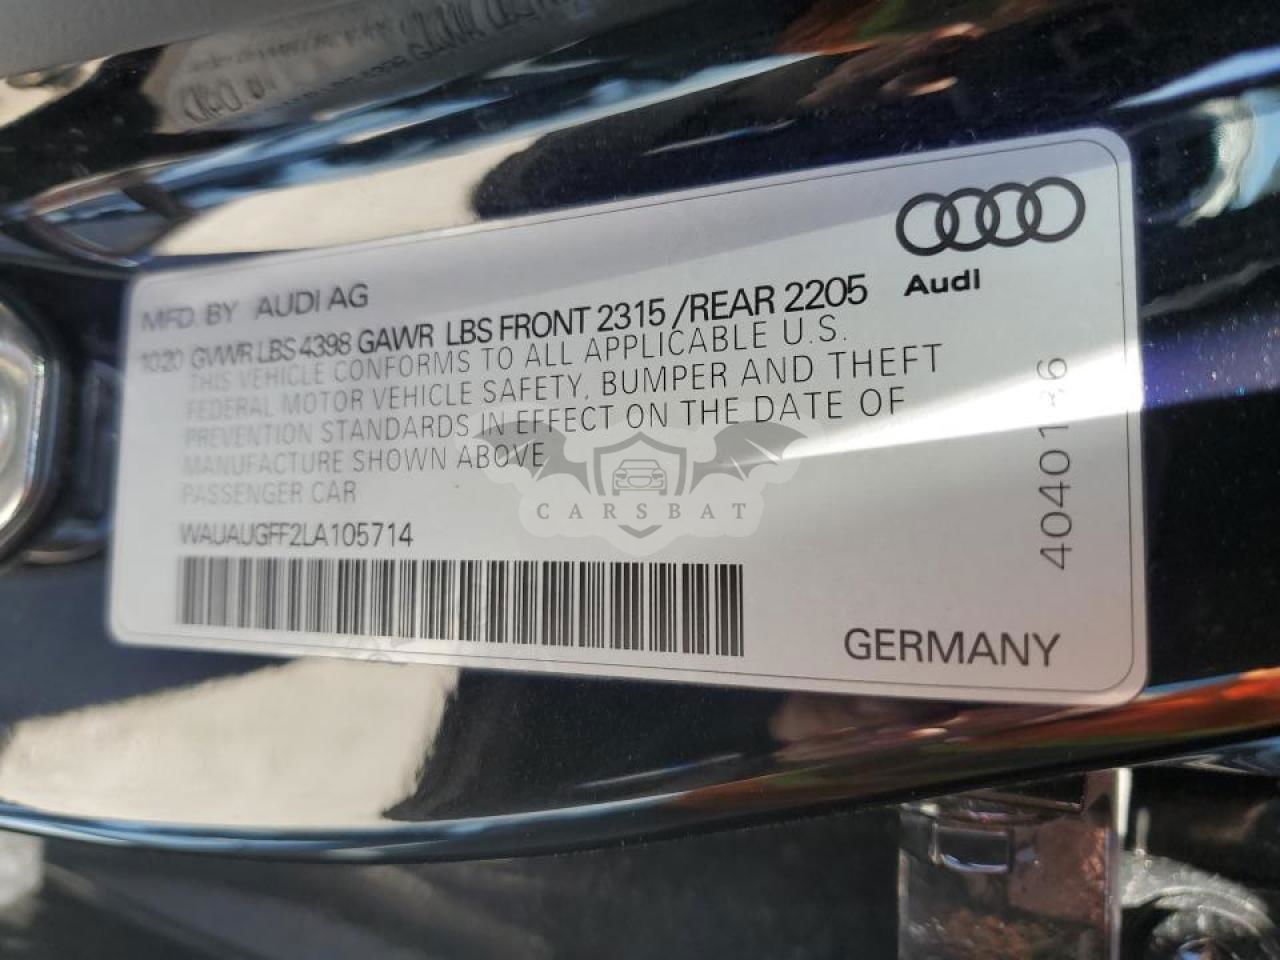 MFD. BY AUDI AG
10.20 GVWR LBS 4398 GAWR LBS FRONT 2315 /REAR 2205
THIS VEHICLE CONFORMS TO ALL APPLICABLE U.S.
FEDERAL MOTOR VEHICLE SAFETY, BUMPER AND THEFT
PREVENTION STANDARDS IN EFFECT ON THE DATE OF
MANUFACTURE SHOWN ABOVE
PASSENGER CAR
WAUAUGFF2LA105714
Audi
4040136
GERMANY
CARSBAT